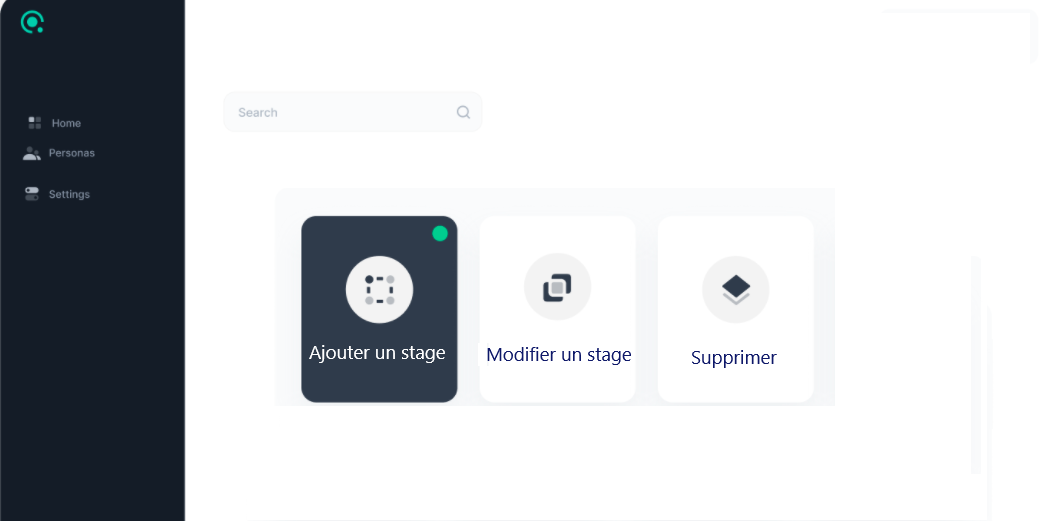 Search
Home
Personas
Settings
Ajouter un stage
Modifier un stage
Supprimer